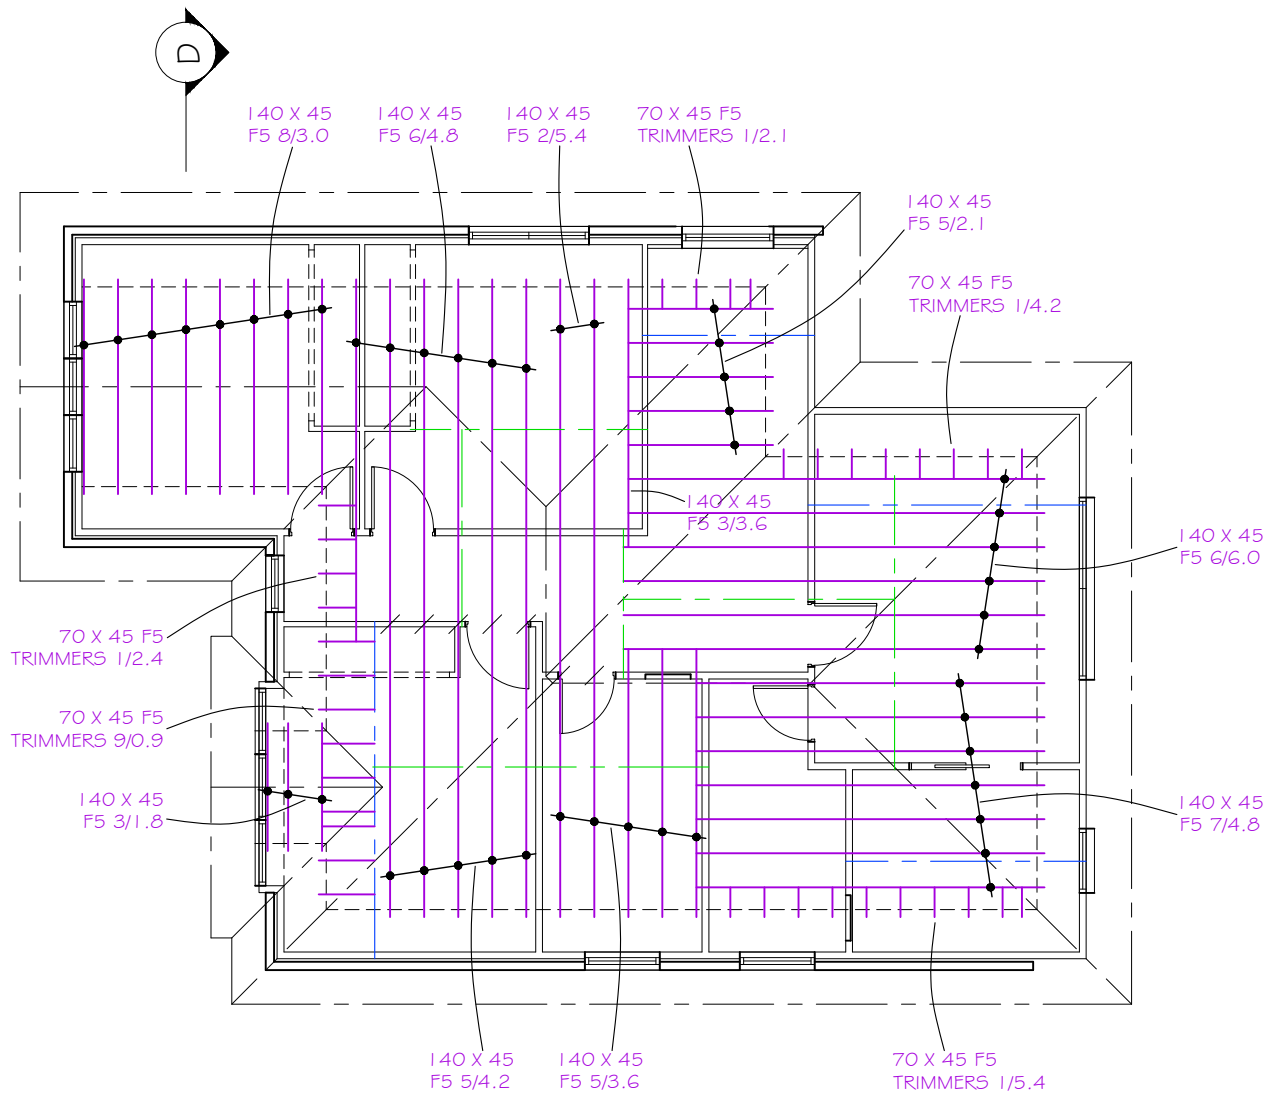 D
140 X 45
F5 8/3.0
140 X 45
F5 6/4.8
140 X 45
F5 2/5.4
70 X 45 F5
TRIMMERS 1/2.1
140 X 45
F5 5/2.1
70 X 45 F5
TRIMMERS 1/4.2
140 X 45
F5 3/3.6
140 X 45
F5 6/6.0
70 X 45 F5
TRIMMERS 1/2.4
70 X 45 F5
TRIMMERS 9/0.9
140 X 45
F5 3/1.8
140 X 45
F5 7/4.8
140 X 45
F5 5/4.2
140 X 45
F5 5/3.6
70 X 45 F5
TRIMMERS 1/5.4